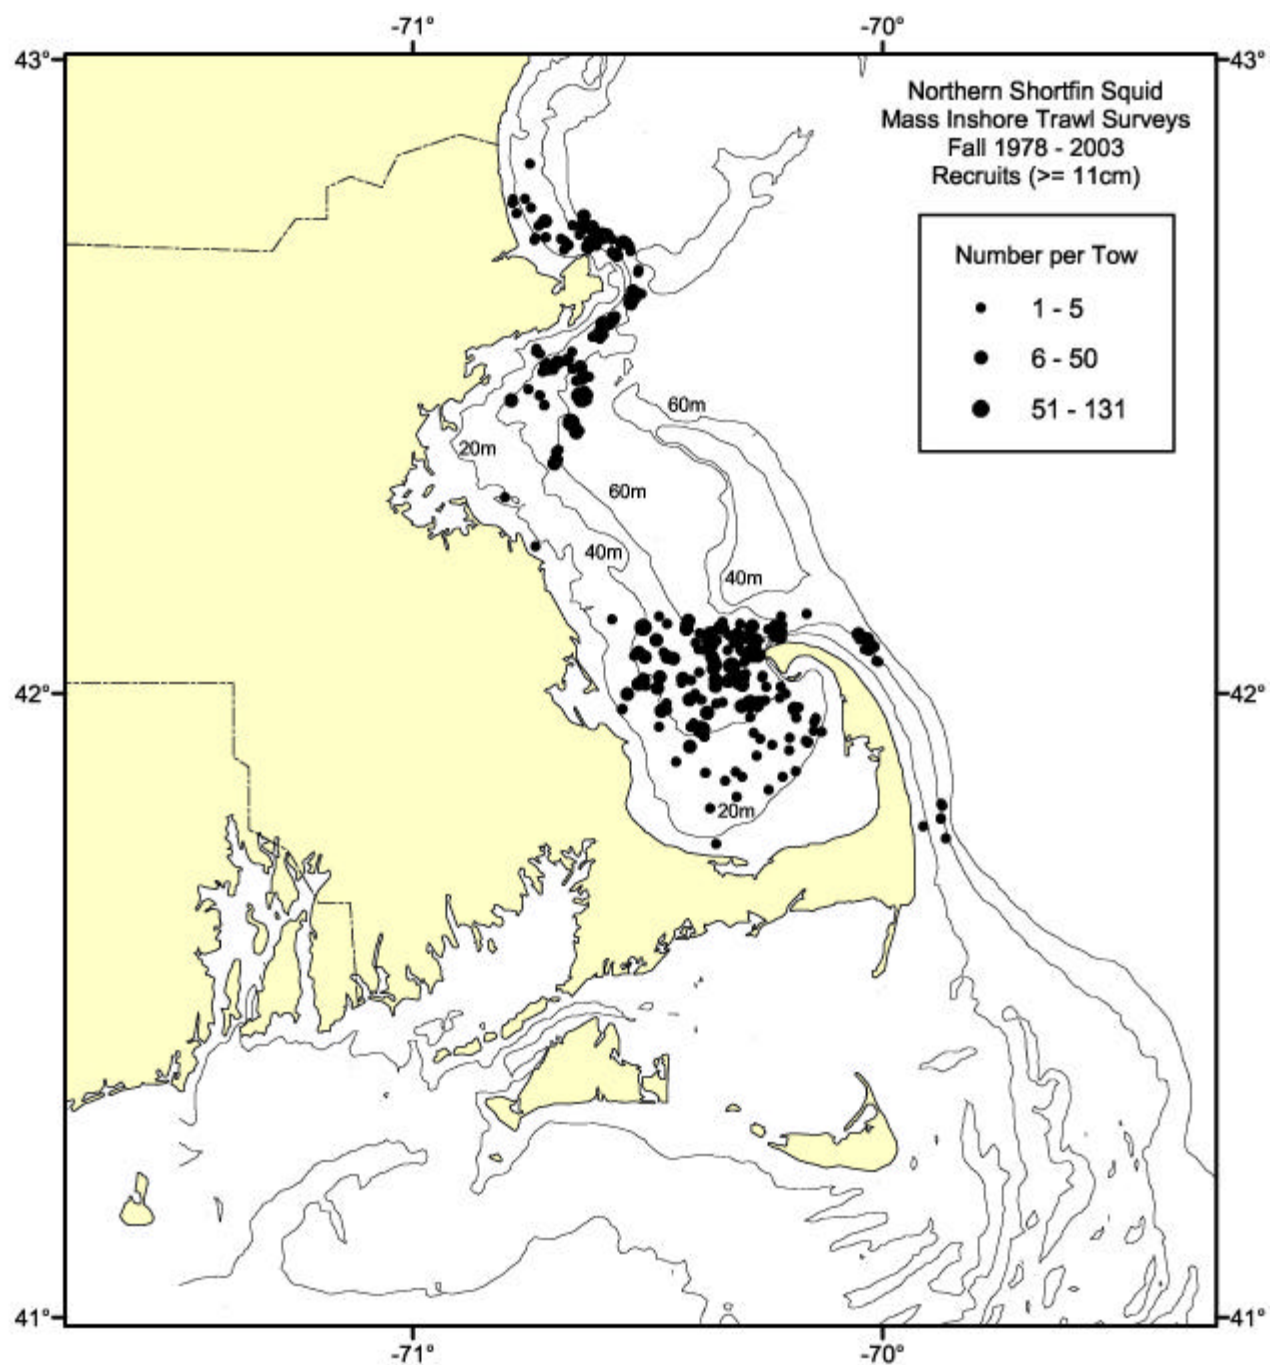 -71° -70°
43° 43°
Northern Shortfin Squid
Mass Inshore Trawl Surveys
Fall 1978 - 2003
Recruits (>= 11cm)
Number per Tow
1 - 5
6 - 50
51 - 131
60m
20m
60m
40m
40m
42° 42°
20m
41° 41°
-71° -70°